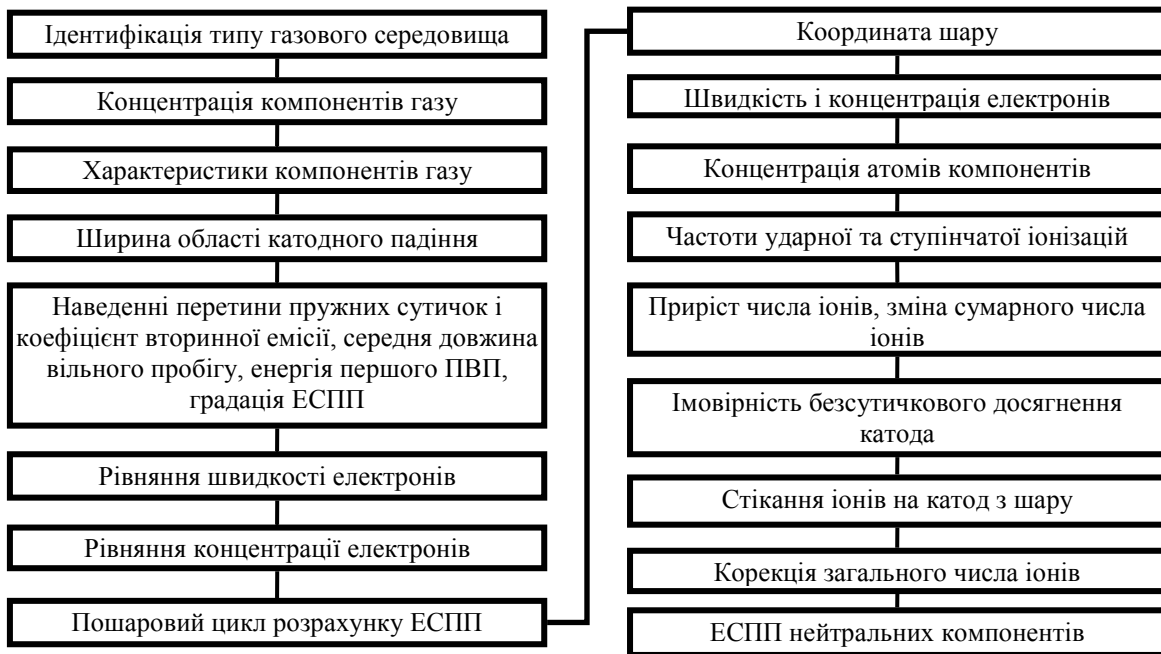 Ідентифікація типу газового середовища
Концентрація компонентів газу
Характеристики компонентів газу
Ширина області катодного падіння
Наведенні перетини пружних сутичок і
коефіцієнт вторинної емісії, середня довжина
вільного пробігу, енергія першого ПВП,
градація ЕСПП
Рівняння швидкості електронів
Рівняння концентрації електронів
Пошаровий цикл розрахунку ЕСПП
Координата шару
Швидкість і концентрація електронів
Концентрація атомів компонентів
Частоти ударної та ступінчатої іонізацій
Приріст числа іонів, зміна сумарного числа
іонів
Імовірність безсутичкового досягнення
катода
Стікання іонів на катод з шару
Корекція загального числа іонів
ЕСПП нейтральних компонентів